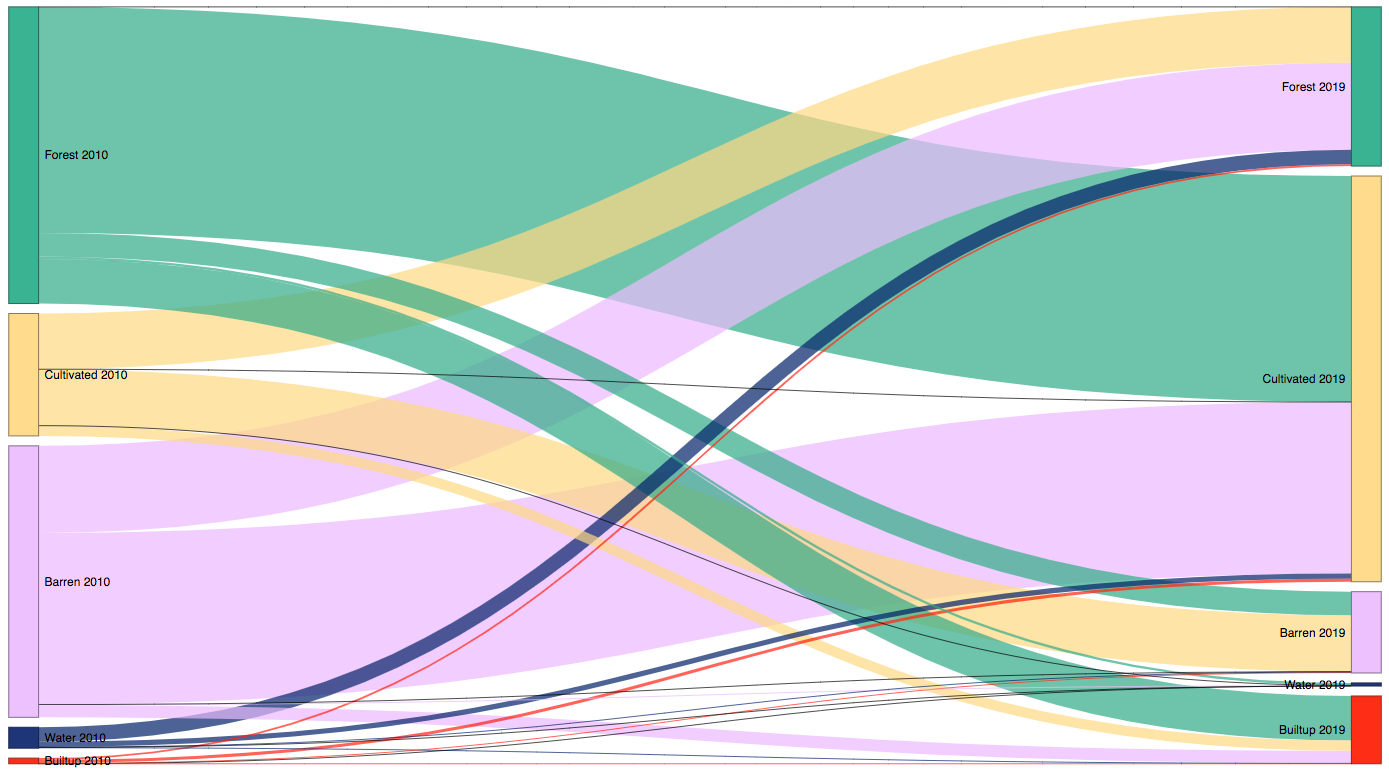 Forest 2010
Cultivated 2010
Barren 2010
Water 2010
Builtup 2010
Forest 2019
Cultivated 2019
Barren 2019
Water 2019
Builtup 2019